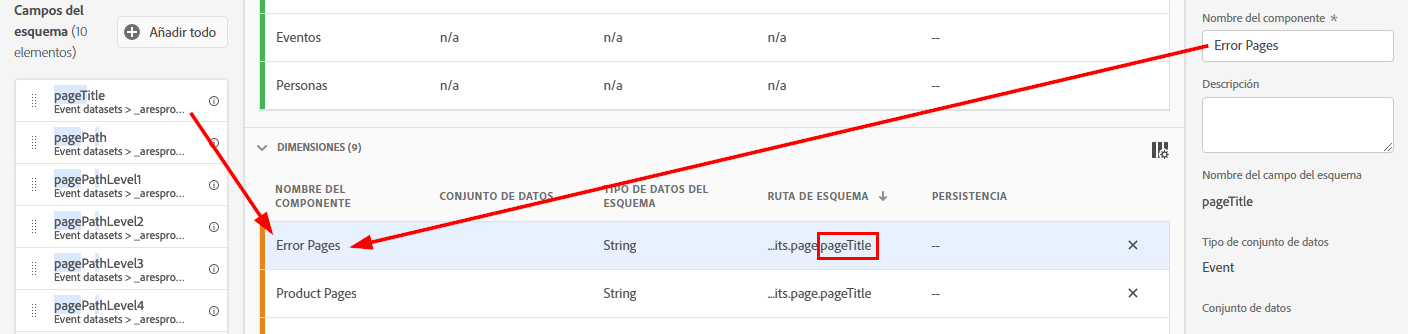 Campos del
esquema (10
elementos)
Añadir todo
pageTitle
Event datasets > _arespro...
pagePath
Event datasets > _arespro...
pagePathLevel1
Event datasets > _arespro...
pagePathLevel2
Event datasets > _arespro...
pagePathLevel3
Event datasets > _arespro...
pagePathLevel4
Event datasets > _arespro...
Eventos n/a n/a n/a --
Personas n/a n/a n/a --
DIMENSIONES (9)
NOMBRE DEL COMPONENTE CONJUNTO DE DATOS TIPO DE DATOS DEL ESQUEMA RUTA DE ESQUEMA PERSISTENCIA
Error Pages String ...its.page.pageTitle --
Product Pages String ...its.page.pageTitle --
Nombre del componente *
Error Pages
Descripción
Nombre del campo del esquema
pageTitle
Tipo de conjunto de datos
Event
Conjunto de datos